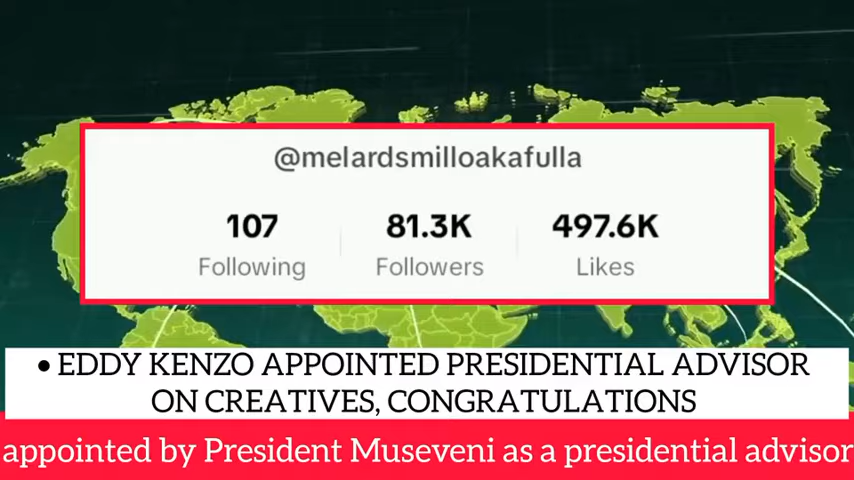 @melardsmilloakafulla
107 81.3K 497.6K
Following Followers Likes
• EDDY KENZO APPOINTED PRESIDENTIAL ADVISOR
ON CREATIVES, CONGRATULATIONS
appointed by President Museveni as a presidential advisor